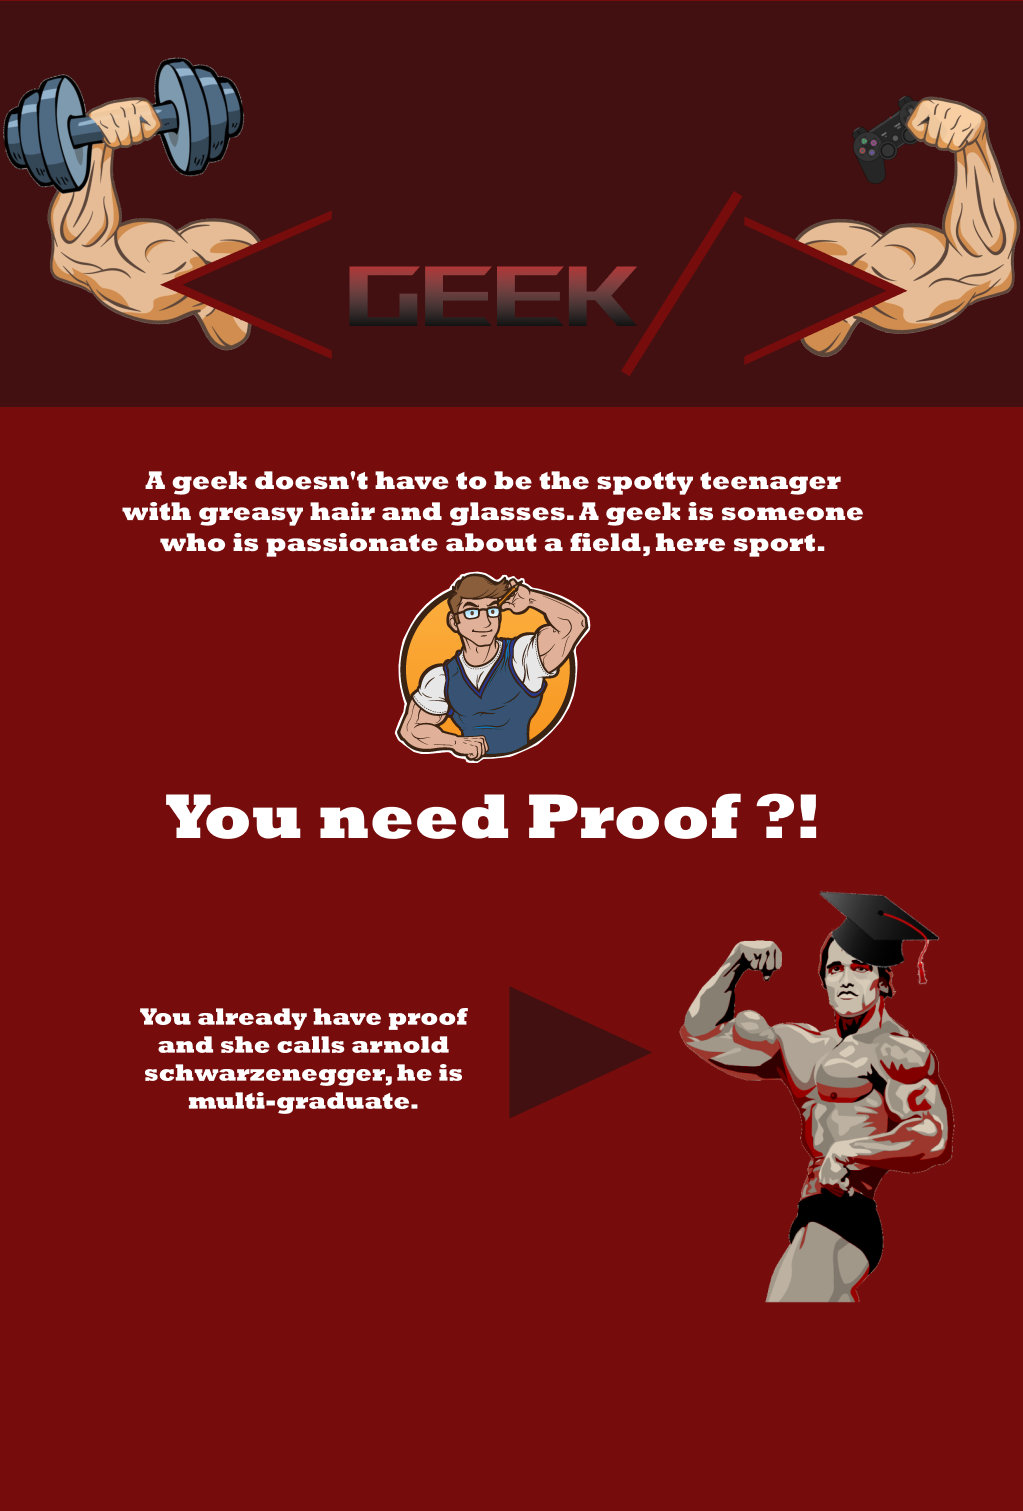 GEEK
A geek doesn't have to be the spotty teenager
with greasy hair and glasses. A geek is someone
who is passionate about a field, here sport.
You need Proof ?!
You already have proof
and she calls arnold
schwarzenegger, he is
multi-graduate.